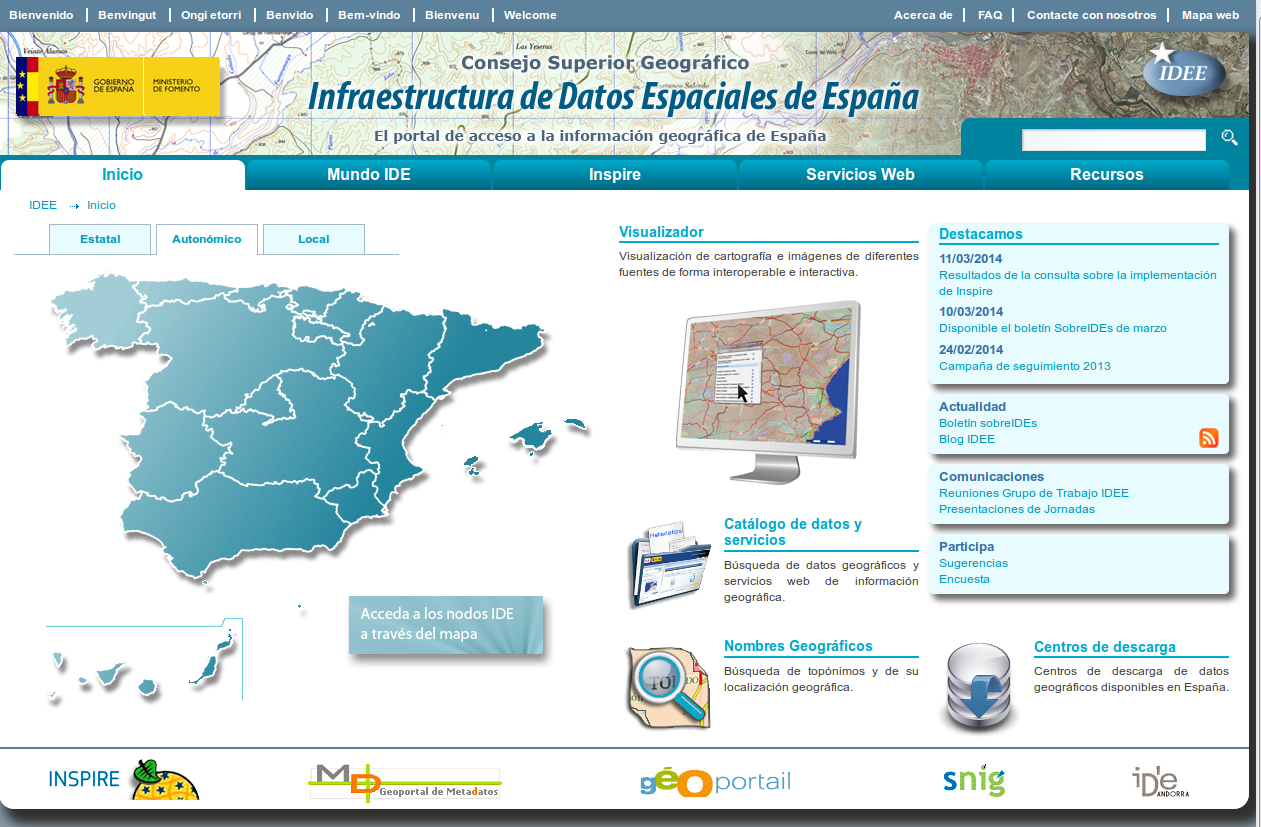 Bienvenido Benvingut Ongi etorri Benvido Bem-vindo Bienvenu Welcome Acerca de FAQ Contacte con nosotros Mapa web
Veinte Alamos
Las Yeseras
GOBIERNO
DE ESPAÑA
MINISTERIO
DE FOMENTO
Consejo Superior Geográfico
Infraestructura de Datos Espaciales de España
El portal de acceso a la información geográfica de España
IDEE
Inicio Mundo IDE Inspire Servicios Web Recursos
IDEE Inicio
Estatal Autonómico Local
Acceda a los nodos IDE
a través del mapa
Visualizador
Visualización de cartografía e imágenes de diferentes
fuentes de forma interoperable e interactiva.
Catálogo de datos y
servicios
Metadatos
Búsqueda de datos geográficos y
servicios web de información
geográfica.
Nombres Geográficos
Búsqueda de topónimos y de su
localización geográfica.
Destacamos
11/03/2014
Resultados de la consulta sobre la implementación
de Inspire
10/03/2014
Disponible el boletín SobreIDEs de marzo
24/02/2014
Campaña de seguimiento 2013
Actualidad
Boletín sobreIDEs
Blog IDEE
Comunicaciones
Reuniones Grupo de Trabajo IDEE
Presentaciones de Jornadas
Participa
Sugerencias
Encuesta
Centros de descarga
Centros de descarga de datos
geográficos disponibles en España.
INSPIRE
MD Geoportal de Metadatos
géOportail
snig
ide
ANDORRA